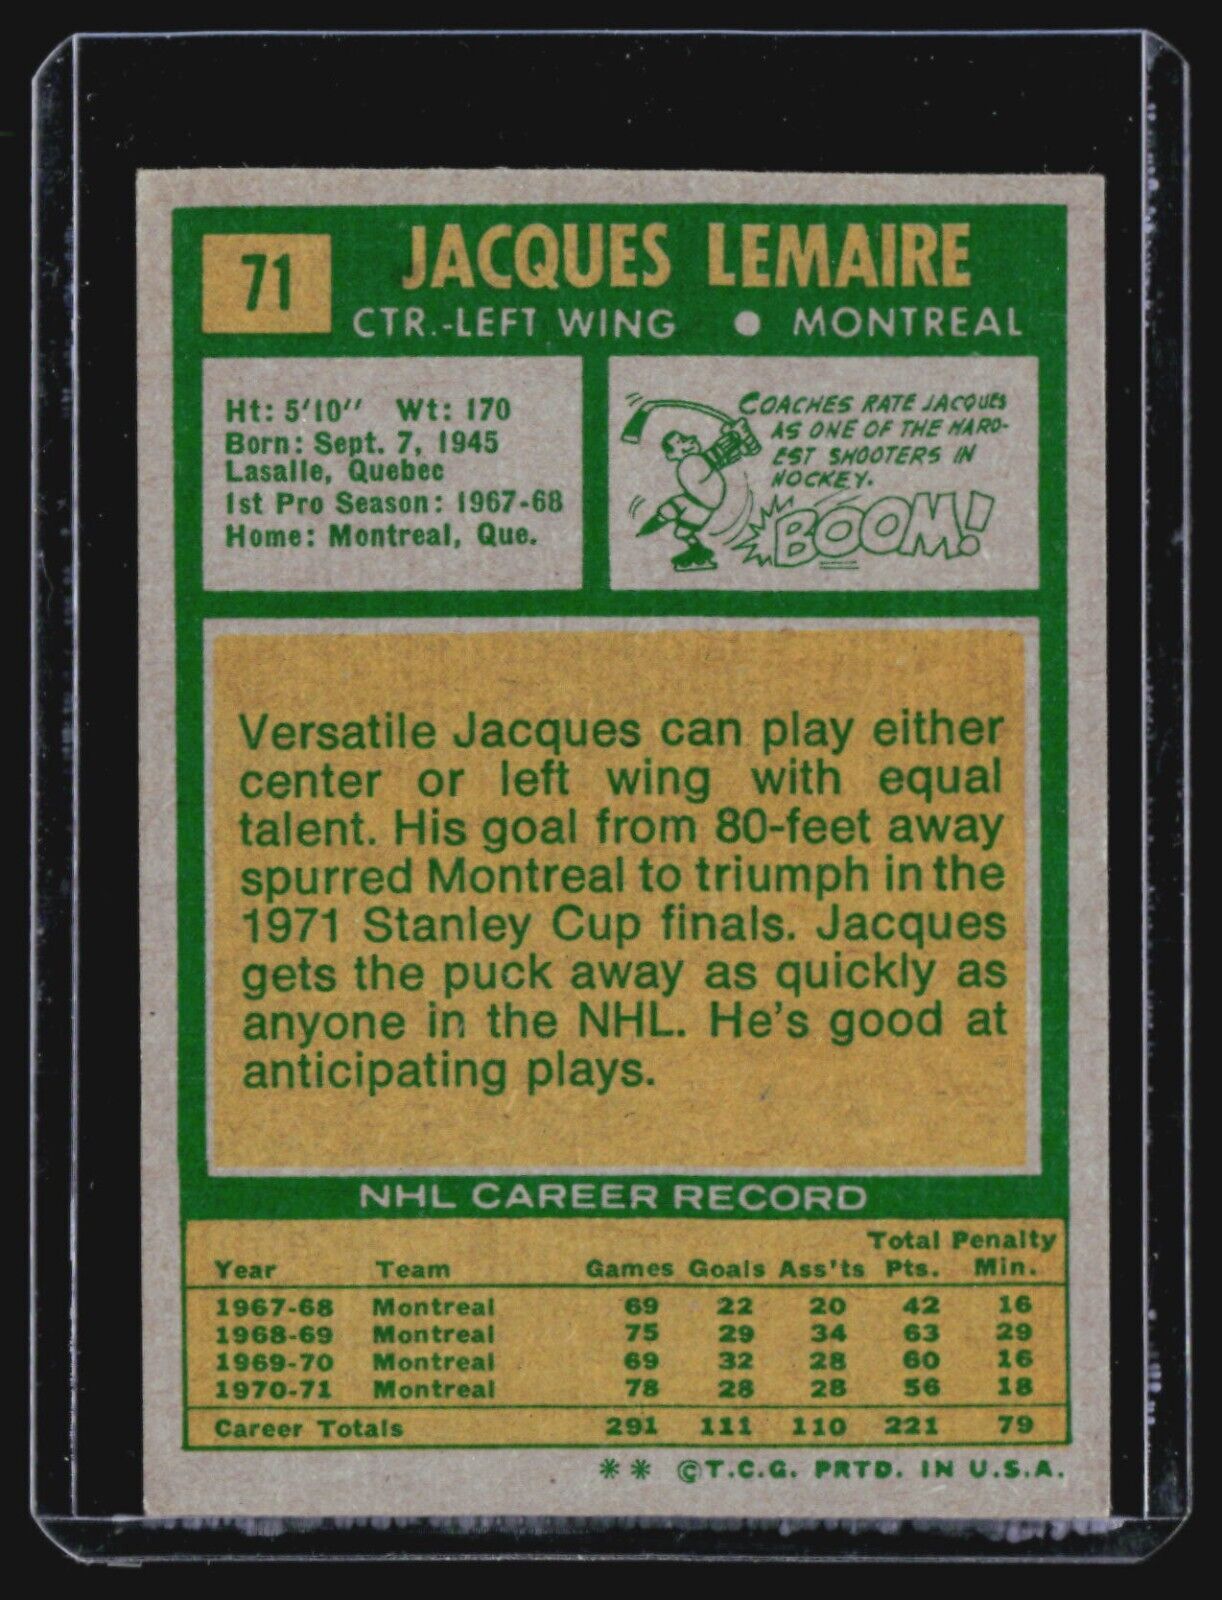 71
JACQUES LEMAIRE
CTR.-LEFT WING ● MONTREAL
Ht: 5'10" Wt: 170
Born: Sept. 7, 1945
Lasalle, Quebec
1st Pro Season: 1967-68
Home: Montreal, Que.
COACHES RATE JACQUES
AS ONE OF THE HARD-
EST SHOOTERS IN
HOCKEY.
BOOM!
Versatile Jacques can play either
center or left wing with equal
talent. His goal from 80-feet away
spurred Montreal to triumph in the
1971 Stanley Cup finals. Jacques
gets the puck away as quickly as
anyone in the NHL. He's good at
anticipating plays.
NHL CAREER RECORD
Total Penalty
Year Team Games Goals Ass'ts Pts. Min.
1967-68 Montreal 69 22 20 42 16
1968-69 Montreal 75 29 34 63 29
1969-70 Montreal 69 32 28 60 16
1970-71 Montreal 78 28 28 56 18
Career Totals 291 111 110 221 79
** ©T.C.G. PRTD. IN U.S.A.